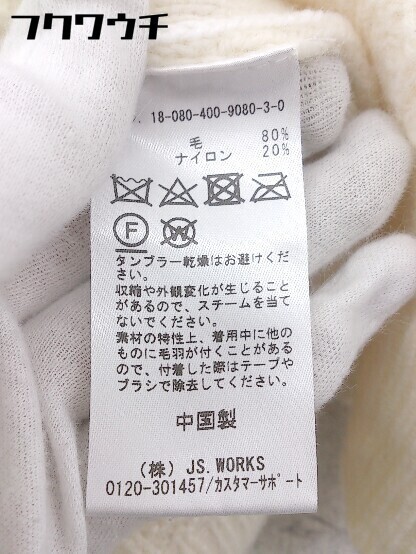 フクワウチ
18-080-400-9080-3-0
毛 80%
ナイロン 20%
F W
タンブラー乾燥はお避けくだ
さい。
収縮や外観変化が生じること
があるので、スチームを当て
ないでください。
素材の特性上、着用中に他の
ものに毛羽が付くことがある
ので、付着した際はテープや
ブラシで除去してください。
中国製
(株) JS.WORKS
0120-301457/カスタマーサポート